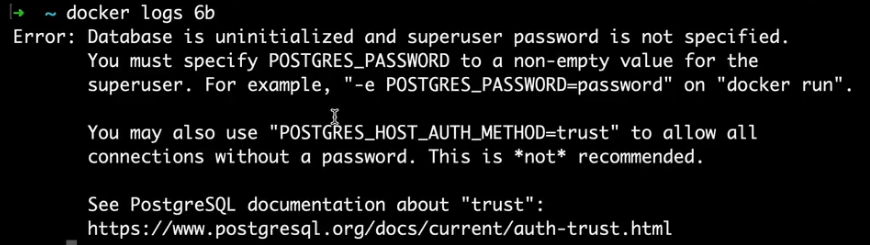 ➜ ~ docker logs 6b
Error: Database is uninitialized and superuser password is not specified.
You must specify POSTGRES_PASSWORD to a non-empty value for the
superuser. For example, "-e POSTGRES_PASSWORD=password" on "docker run".
You may also use "POSTGRES_HOST_AUTH_METHOD=trust" to allow all
connections without a password. This is *not* recommended.
See PostgreSQL documentation about "trust":
https://www.postgresql.org/docs/current/auth-trust.html